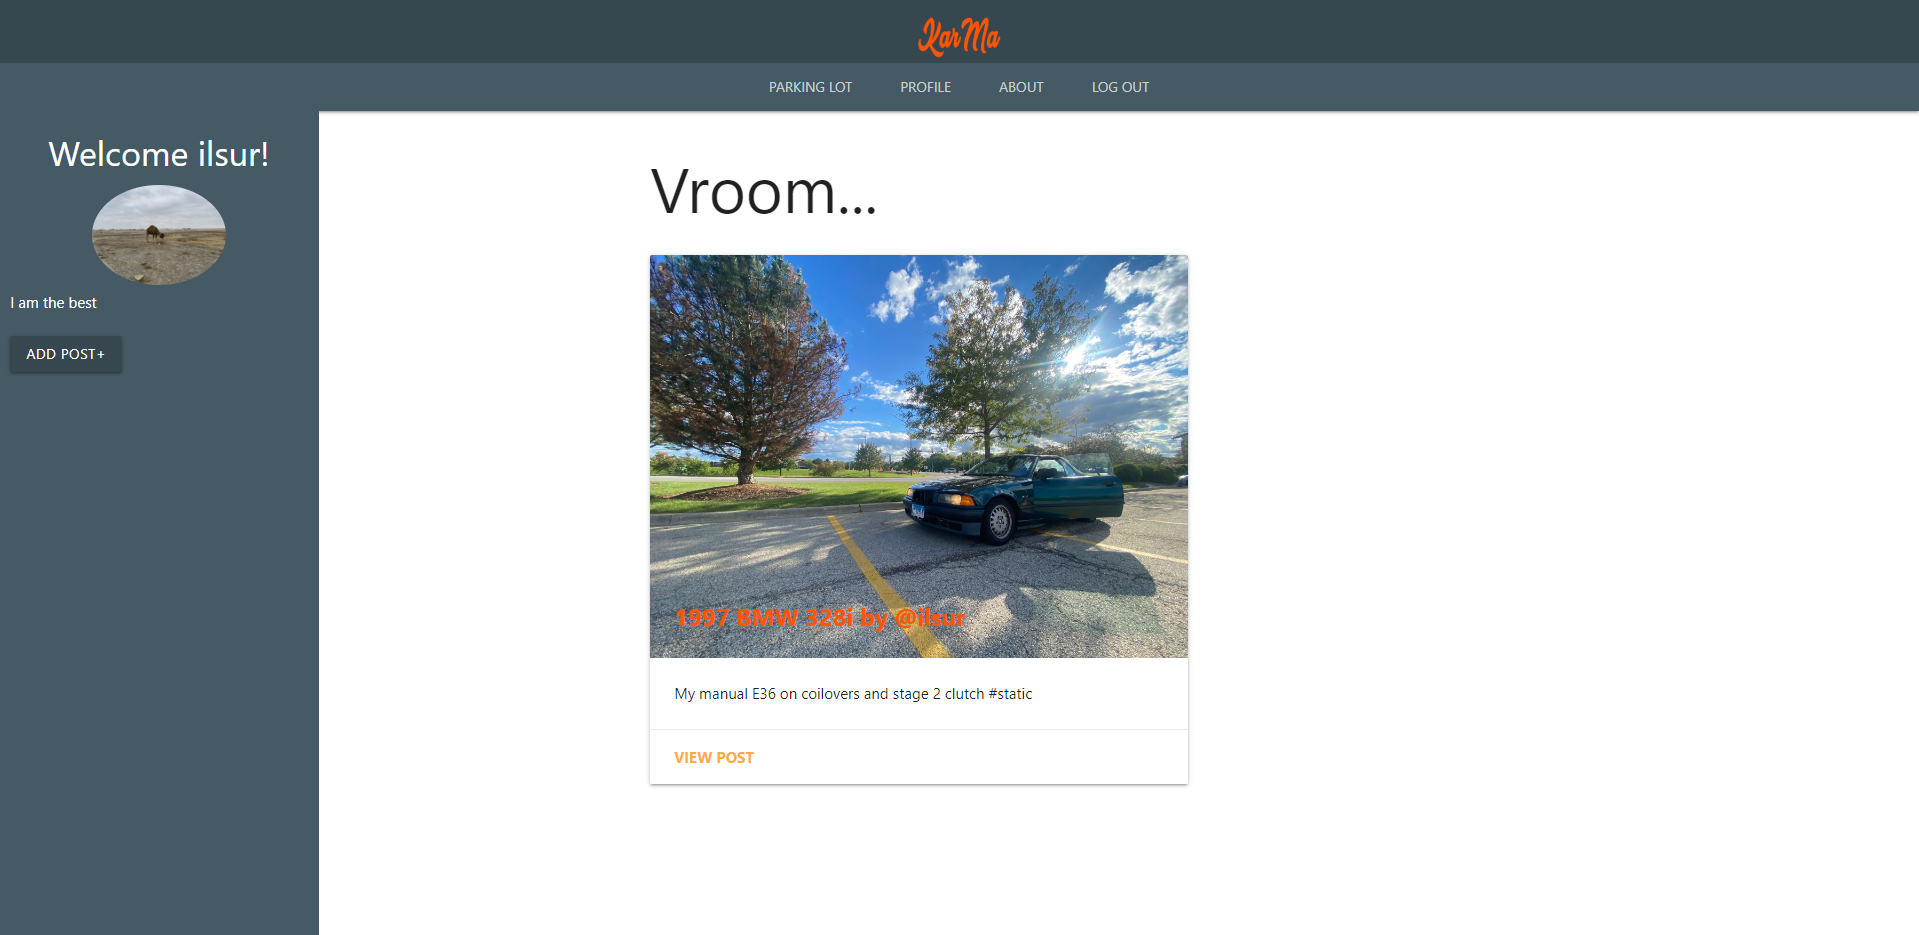 KarMa
PARKING LOT PROFILE ABOUT LOG OUT
Welcome ilsur!
I am the best
ADD POST+
Vroom...
1997 BMW 328i by @ilsur
My manual E36 on coilovers and stage 2 clutch #static
VIEW POST